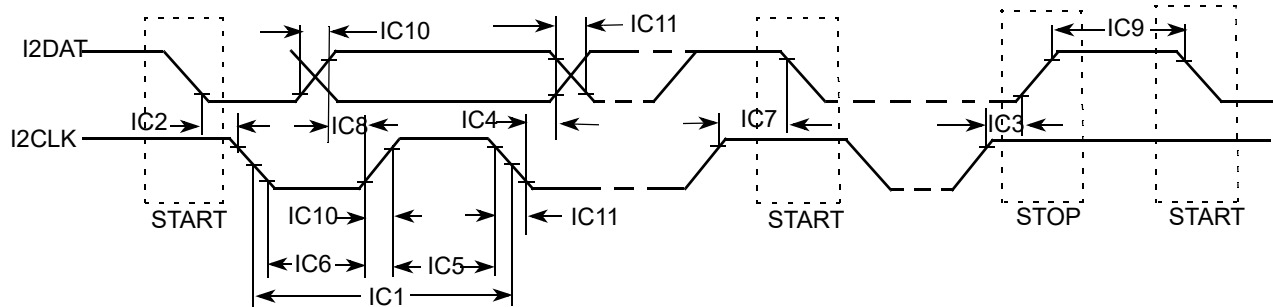 IC10
IC11
IC9
I2DAT
IC2
IC8
IC4
IC7
IC3
I2CLK
START
IC10
IC11
START
STOP
START
IC6
IC5
IC1